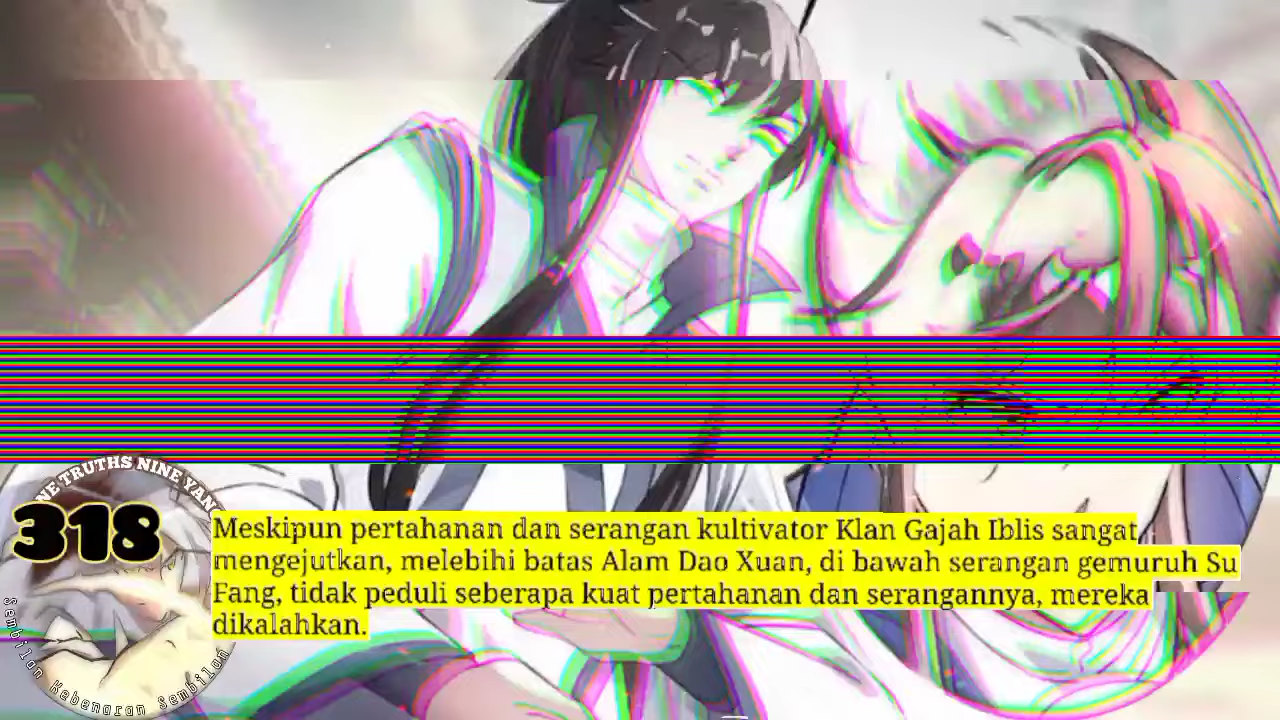 NE TRUTHS NINE YAN
318
Meskipun pertahanan dan serangan kultivator Klan Gajah Iblis sangat
mengejutkan, melebihi batas Alam Dao Xuan, di bawah serangan gemuruh Su
Fang, tidak peduli seberapa kuat pertahanan dan serangannya, mereka
dikalahkan.
Sembilan Kebenaran Sembilan